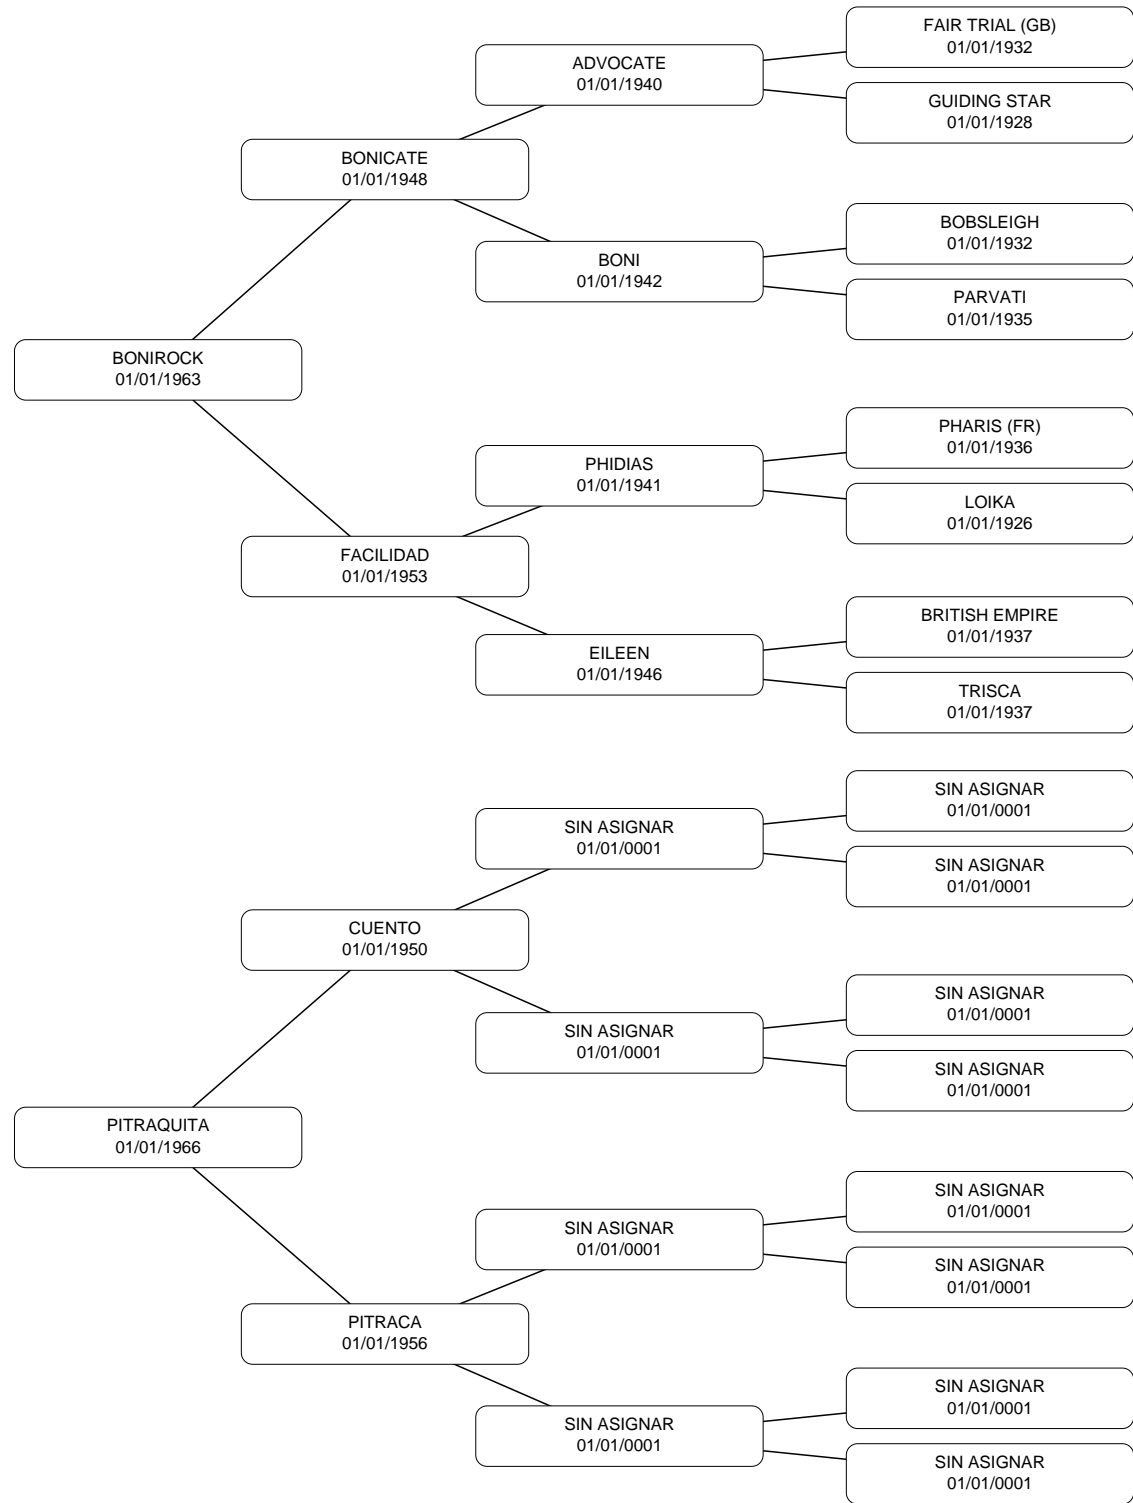 FAIR TRIAL (GB)
01/01/1932
ADVOCATE
01/01/1940
GUIDING STAR
01/01/1928
BONICATE
01/01/1948
BOBSLEIGH
01/01/1932
BONI
01/01/1942
PARVATI
01/01/1935
BONIROCK
01/01/1963
PHARIS (FR)
01/01/1936
PHIDIAS
01/01/1941
LOIKA
01/01/1926
FACILIDAD
01/01/1953
BRITISH EMPIRE
01/01/1937
EILEEN
01/01/1946
TRISCA
01/01/1937
SIN ASIGNAR
01/01/0001
SIN ASIGNAR
01/01/0001
SIN ASIGNAR
01/01/0001
CUENTO
01/01/1950
SIN ASIGNAR
01/01/0001
SIN ASIGNAR
01/01/0001
SIN ASIGNAR
01/01/0001
PITRAQUITA
01/01/1966
SIN ASIGNAR
01/01/0001
SIN ASIGNAR
01/01/0001
SIN ASIGNAR
01/01/0001
PITRACA
01/01/1956
SIN ASIGNAR
01/01/0001
SIN ASIGNAR
01/01/0001
SIN ASIGNAR
01/01/0001